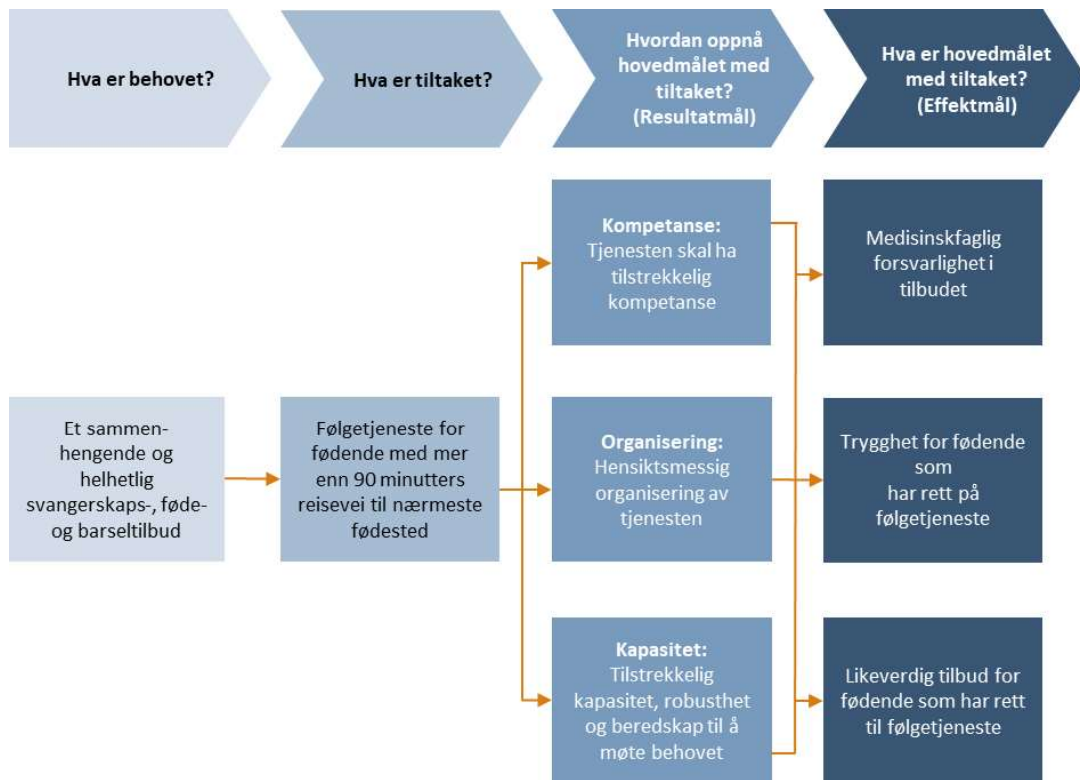 Hva er behovet?
Hva er tiltaket?
Hvordan oppnå
hovedmålet med
tiltaket?
(Resultatmål)
Hva er hovedmålet
med tiltaket?
(Effektmål)
Kompetanse:
Tjenesten skal ha
tilstrekkelig
kompetanse
Medisinskfaglig
forsvarlighet i
tilbudet
Et sammen-
hengende og
helhetlig
svangerskaps-, føde-
og barseltilbud
Følgetjeneste for
fødende med mer
enn 90 minutters
reisevei til nærmeste
fødested
Organisering:
Hensiktsmessig
organisering av
tjenesten
Trygghet for fødende
som
har rett på
følgetjeneste
Kapasitet:
Tilstrekkelig
kapasitet, robusthet
og beredskap til å
møte behovet
Likeverdig tilbud for
fødende som har rett
til følgetjeneste